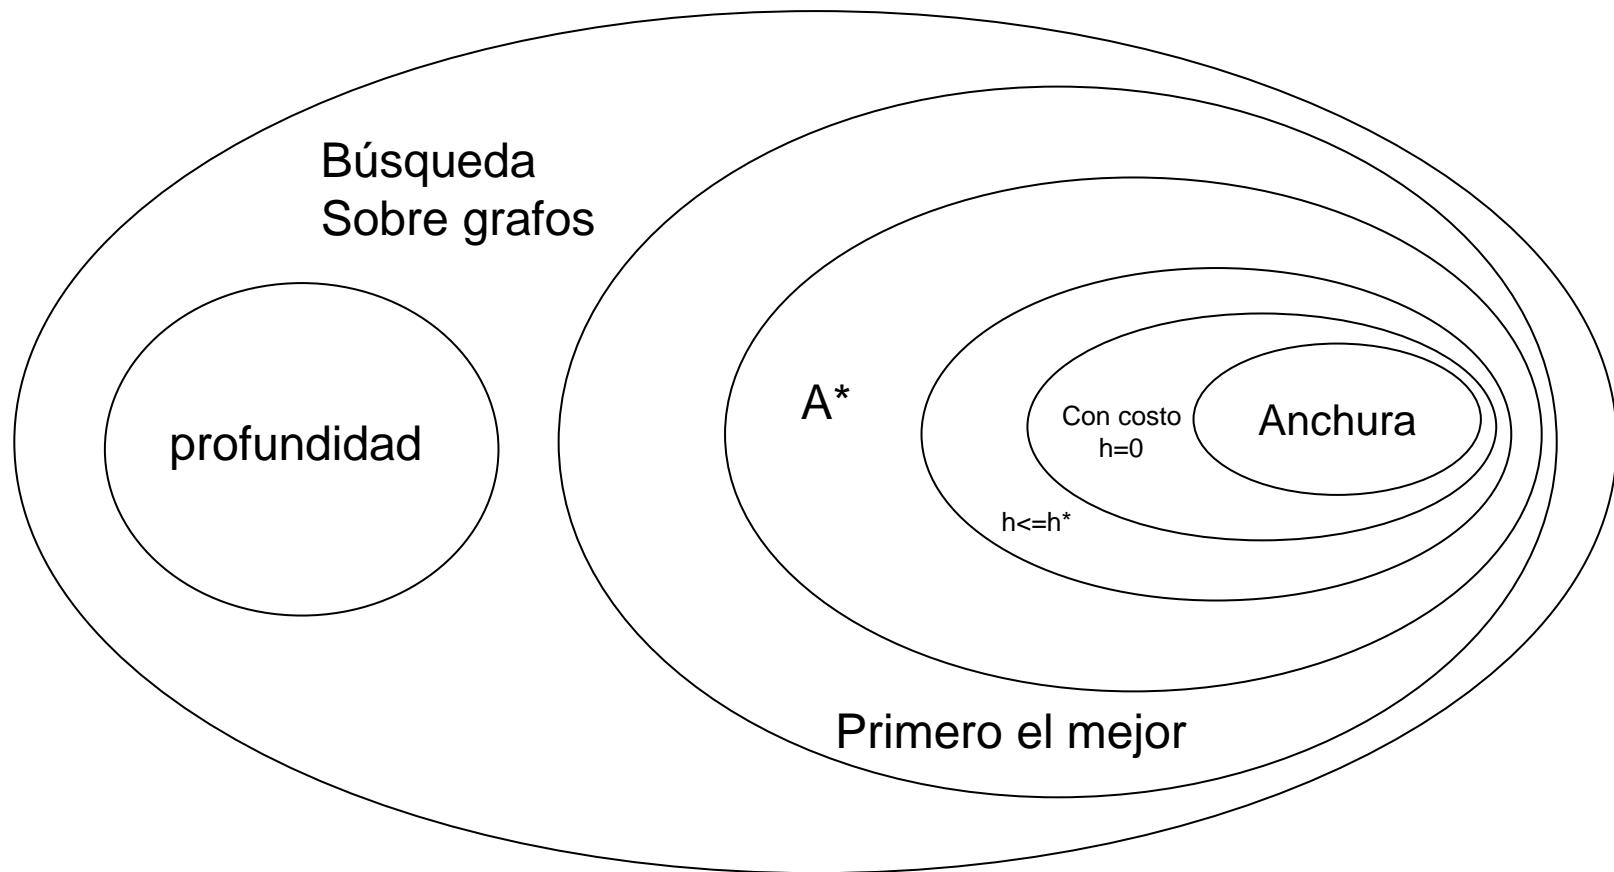 Búsqueda
Sobre grafos
profundidad
A*
Con costo
h=0
Anchura
h<=h*
Primero el mejor